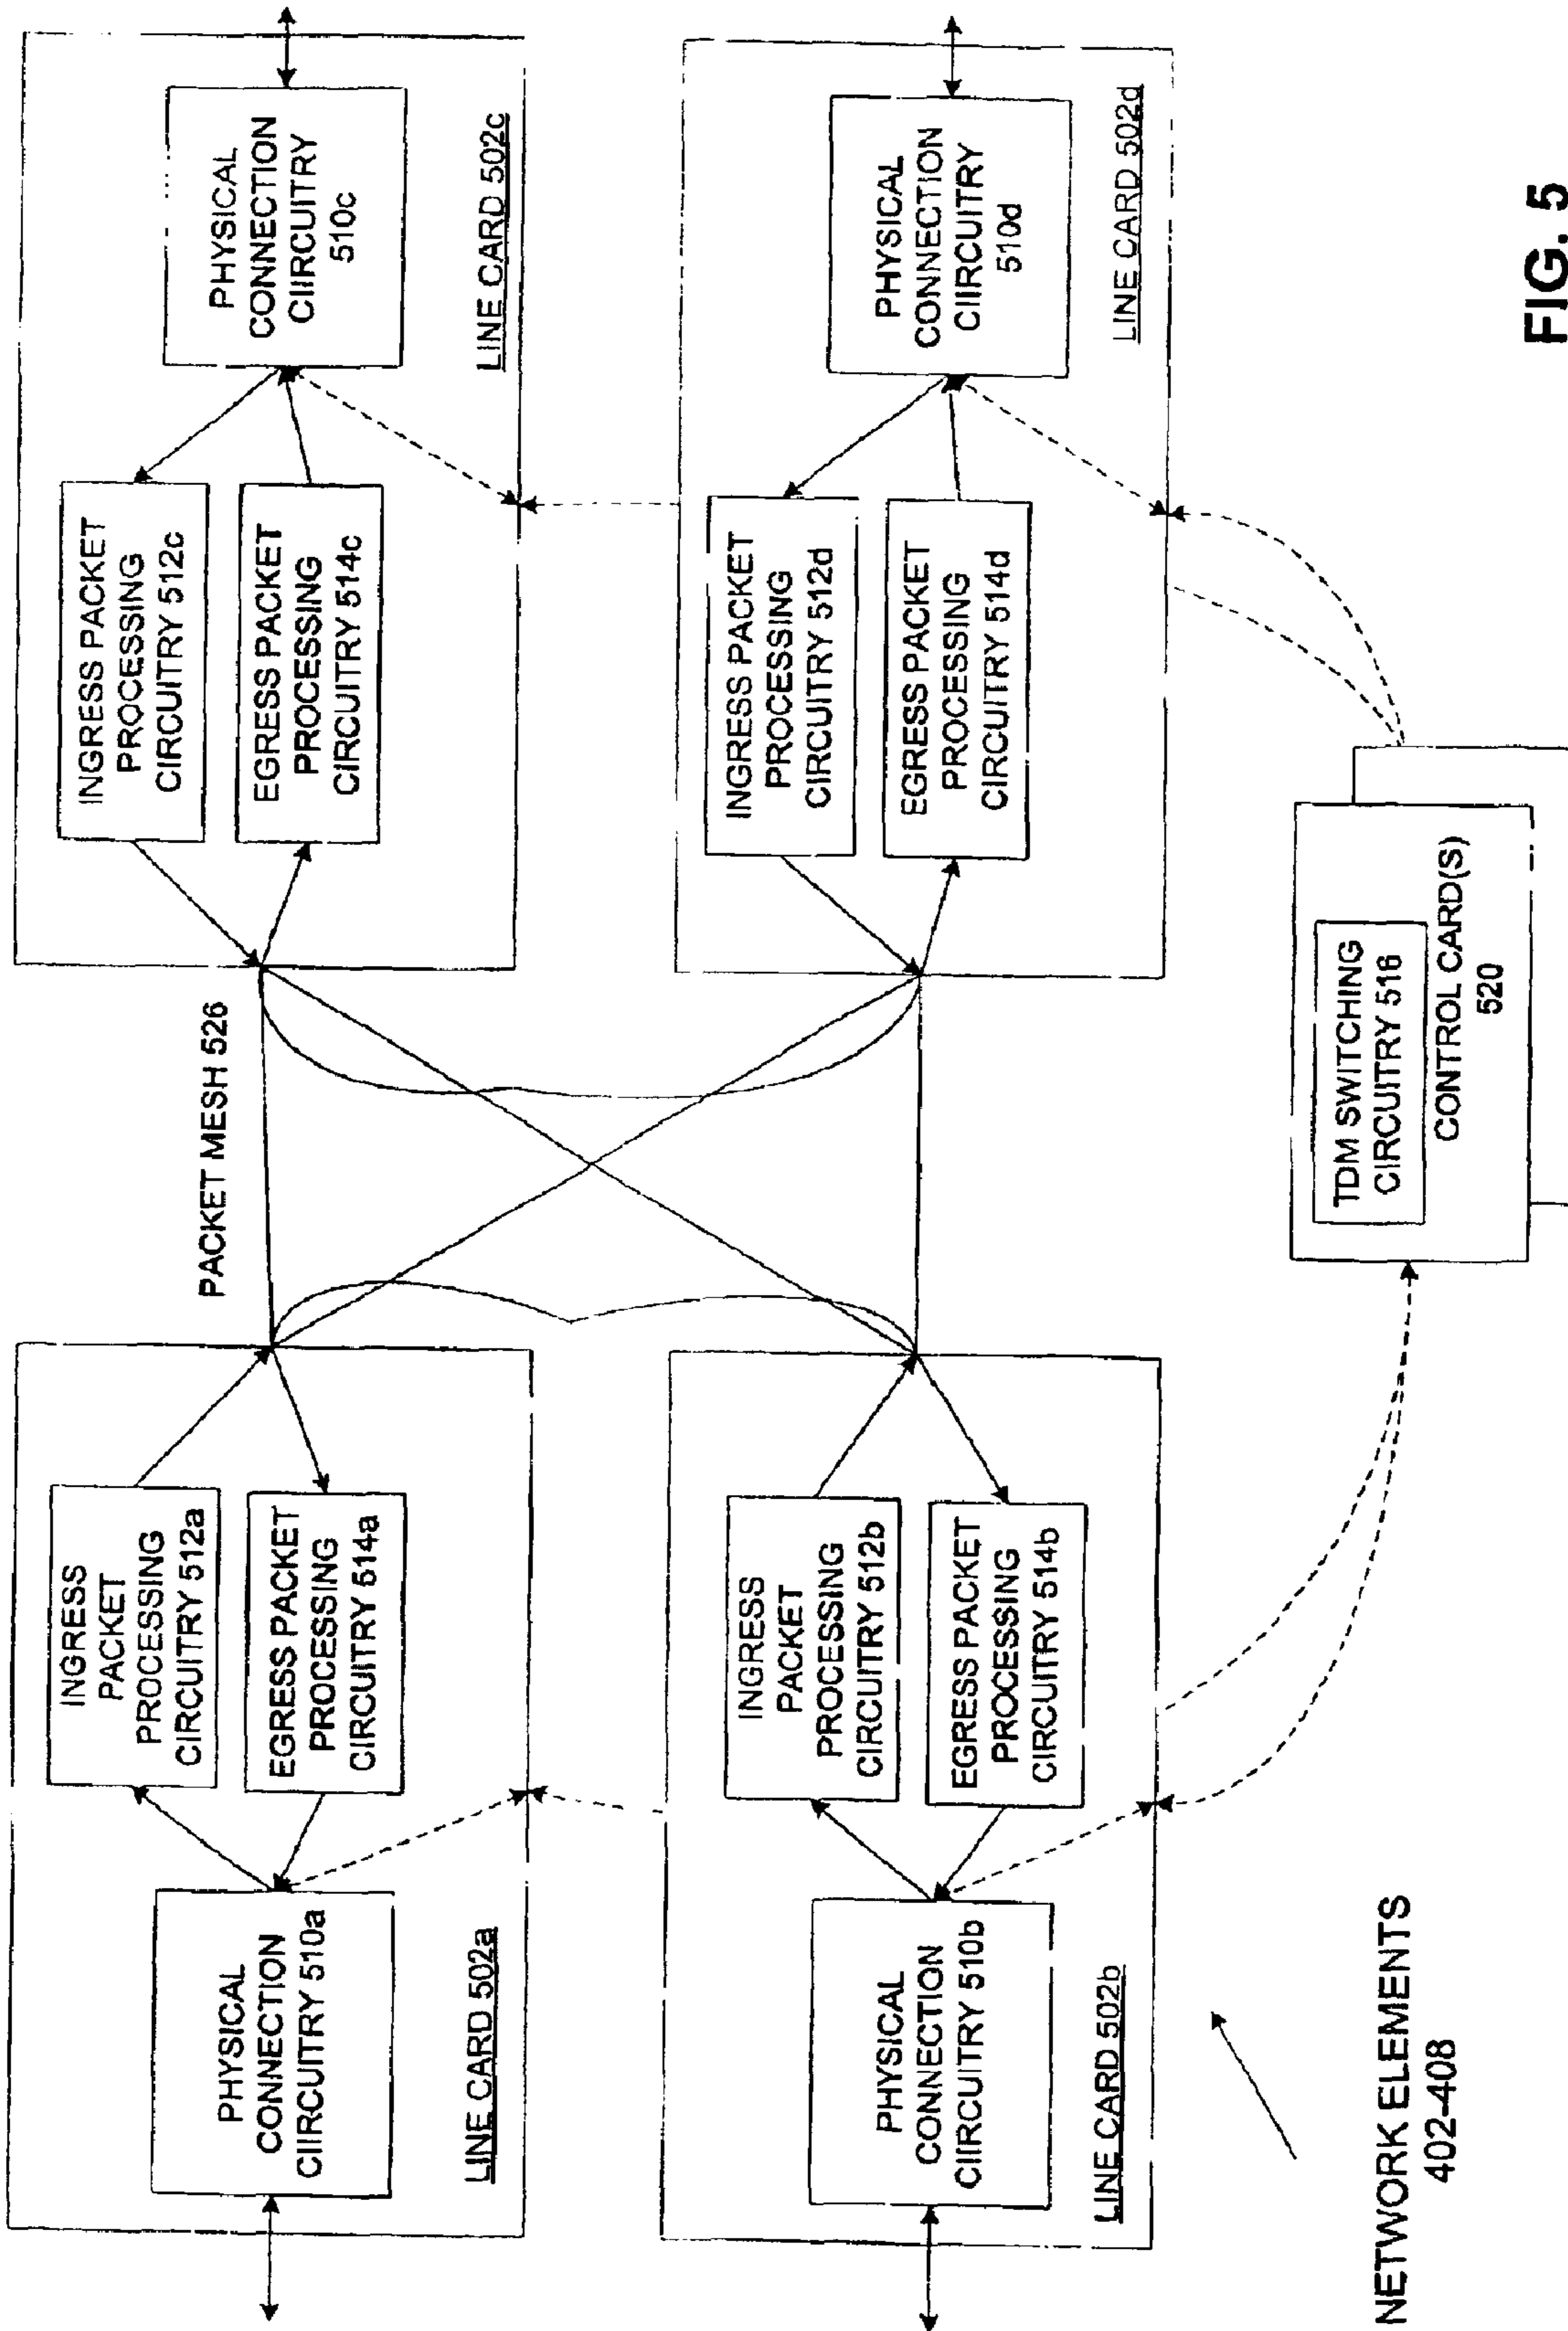 PHYSICAL
CONNECTION
CIIRCUITRY 510a
INGRESS
PACKET
PROCESSING
CIRCUITRY 512a
EGRESS PACKET
PROCESSING
CIRCUITRY 514a
LINE CARD 502a
PACKET MESH 526
INGRESS PACKET
PROCESSING
CIRCUITRY 512c
EGRESS PACKET
PROCESSING
CIRCUITRY 514c
PHYSICAL
CONNECTION
CIIRCUITRY
510c
LINE CARD 502c
PHYSICAL
CONNECTION
CIIRCUITRY 510b
INGRESS
PACKET
PROCESSING
CIRCUITRY 512b
EGRESS PACKET
PROCESSING
CIRCUITRY 514b
LINE CARD 502b
INGRESS PACKET
PROCESSING
CIRCUITRY 512d
EGRESS PACKET
PROCESSING
CIRCUITRY 514d
PHYSICAL
CONNECTION
CIIRCUITRY
510d
LINE CARD 502d
TDM SWITCHING
CIRCUITRY 516
CONTROL CARD(S)
520
NETWORK ELEMENTS
402-408
FIG. 5